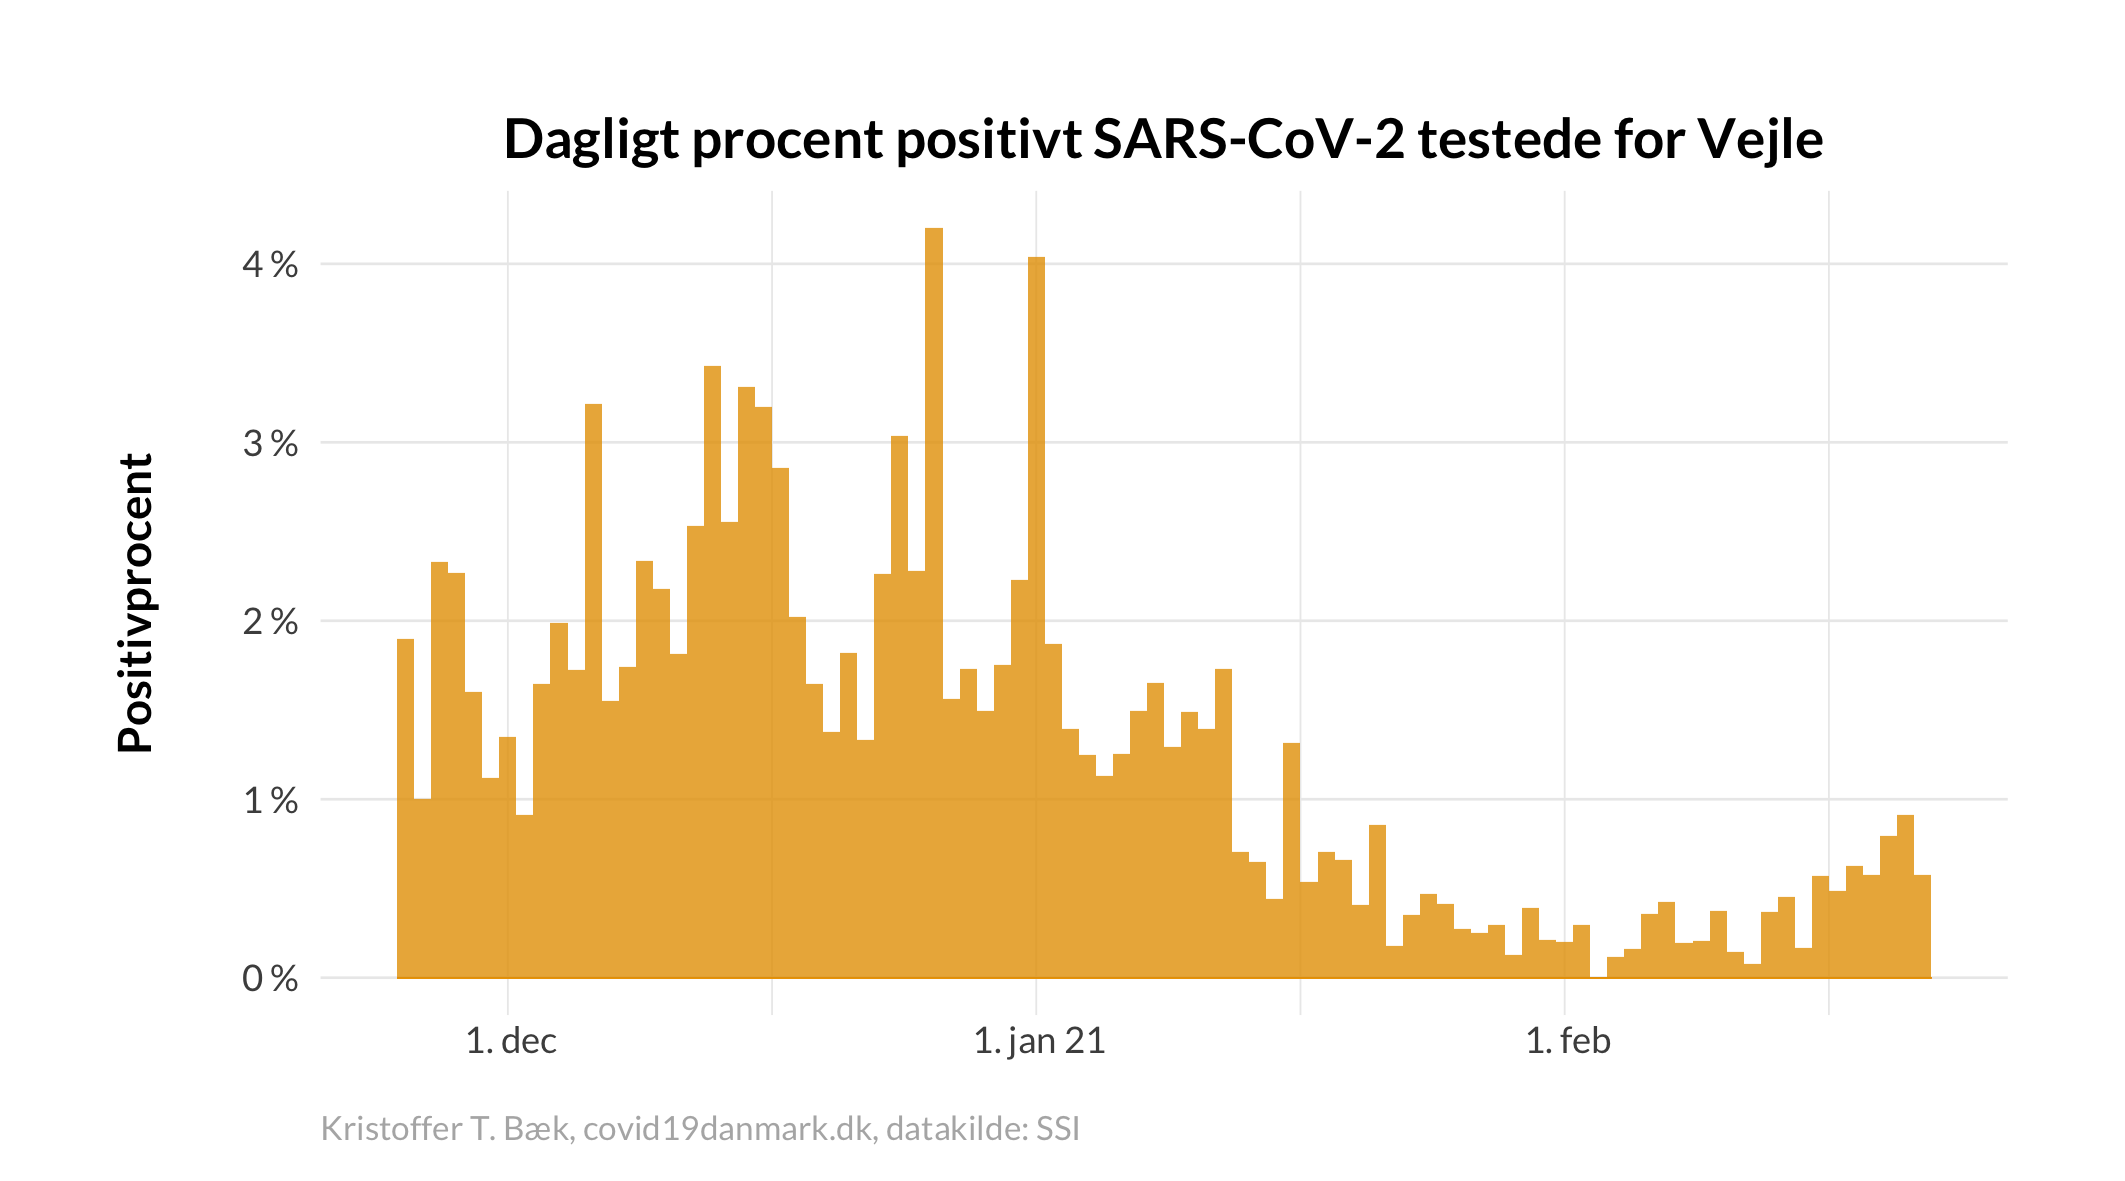 Dagligt procent positivt SARS-CoV-2 testede for Vejle
Positivprocent
4 %
3 %
2 %
1 %
0 %
1. dec
1. jan 21
1. feb
Kristoffer T. Bæk, covid19danmark.dk, datakilde: SSI